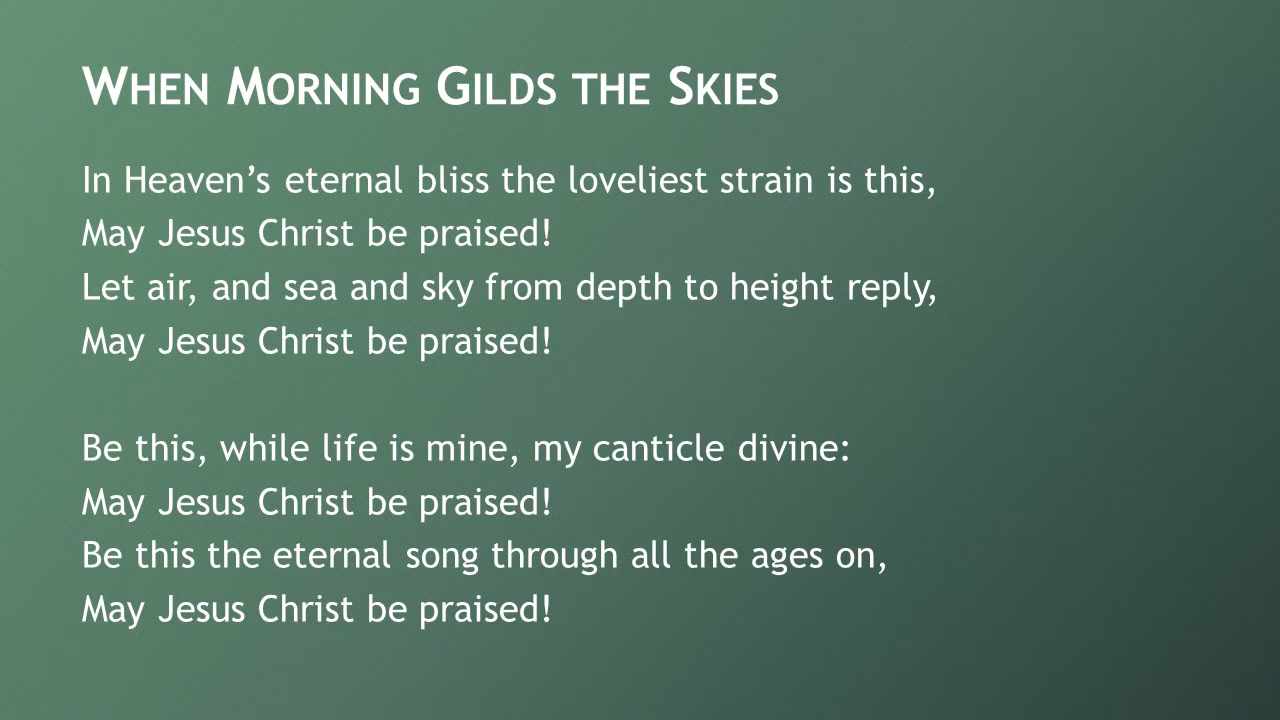 When Morning Gilds the Skies
In Heaven’s eternal bliss the loveliest strain is this,
May Jesus Christ be praised!
Let air, and sea and sky from depth to height reply,
May Jesus Christ be praised!
Be this, while life is mine, my canticle divine:
May Jesus Christ be praised!
Be this the eternal song through all the ages on,
May Jesus Christ be praised!